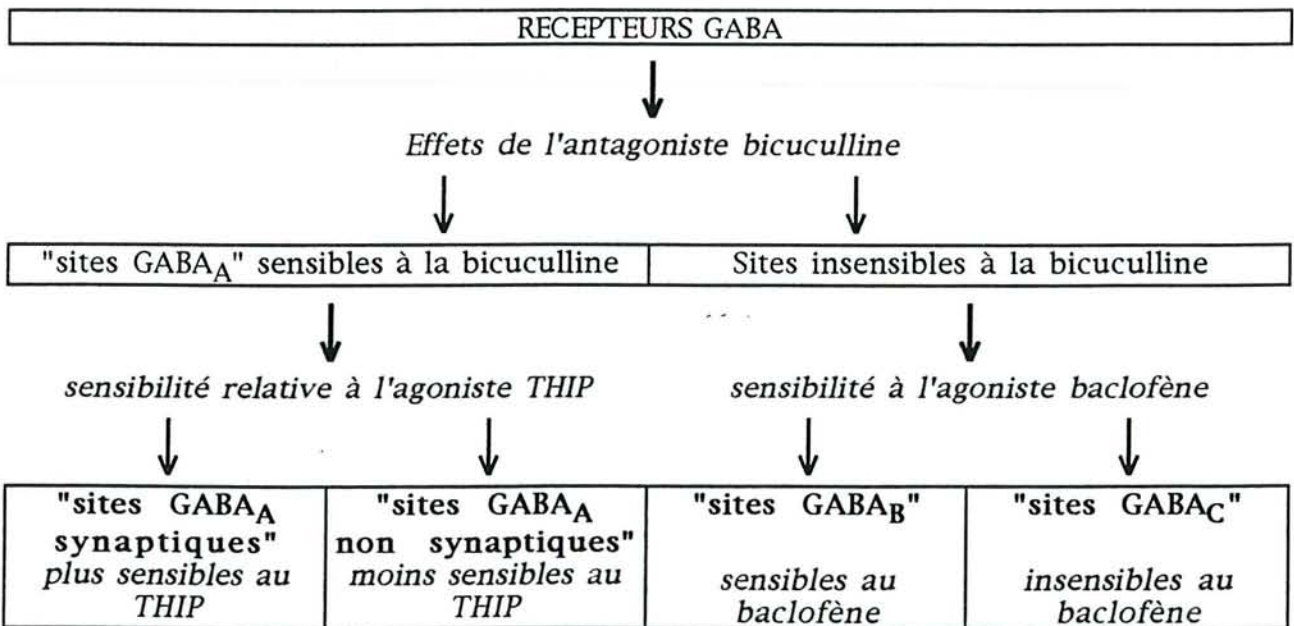 RECEPTEURS GABA
Effets de l'antagoniste bicuculline
"sites GABAA" sensibles à la bicuculline
Sites insensibles à la bicuculline
sensibilité relative à l'agoniste THIP
sensibilité à l'agoniste baclofène
"sites GABAA
synaptiques"
plus sensibles au
THIP
"sites GABAA
non synaptiques"
moins sensibles au
THIP
"sites GABAB"
sensibles au
baclofène
"sites GABAC"
insensibles au
baclofène